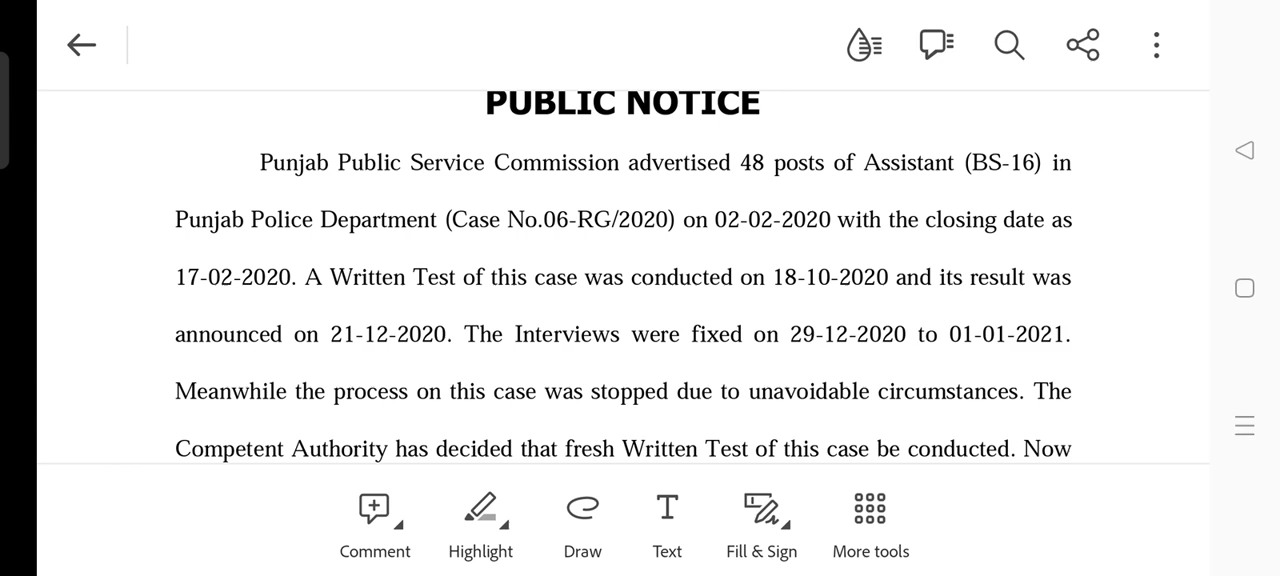 PUBLIC NOTICE
Punjab Public Service Commission advertised 48 posts of Assistant (BS-16) in
Punjab Police Department (Case No.06-RG/2020) on 02-02-2020 with the closing date as
17-02-2020. A Written Test of this case was conducted on 18-10-2020 and its result was
announced on 21-12-2020. The Interviews were fixed on 29-12-2020 to 01-01-2021.
Meanwhile the process on this case was stopped due to unavoidable circumstances. The
Competent Authority has decided that fresh Written Test of this case be conducted. Now
Comment Highlight Draw Text Fill & Sign More tools